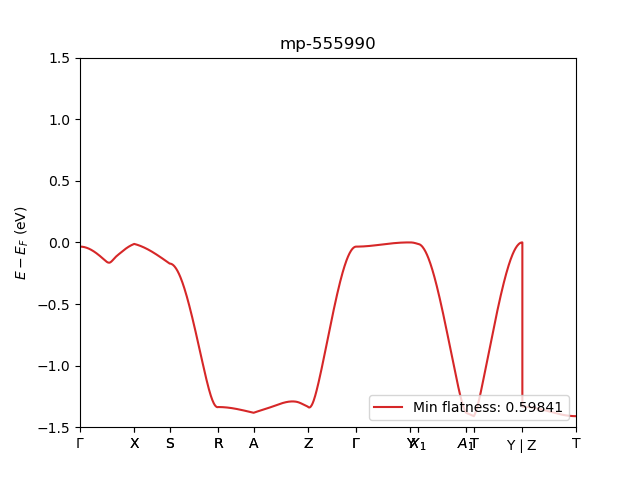 mp-555990
E − E_F (eV)
1.5
1.0
0.5
0.0
−0.5
−1.0
−1.5
Min flatness: 0.59841
Γ X S R A Z Γ Y X₁ A₁ T Y | Z T